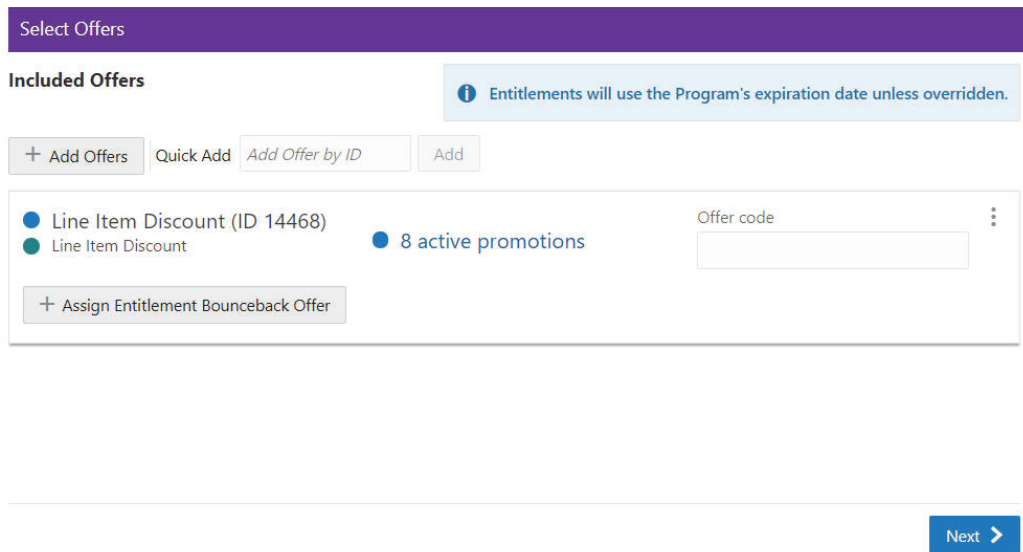 Select Offers
Included Offers
Entitlements will use the Program's expiration date unless overridden.
+ Add Offers Quick Add Add Offer by ID Add
Line Item Discount (ID 14468)
Line Item Discount
8 active promotions
Offer code
+ Assign Entitlement Bounceback Offer
Next